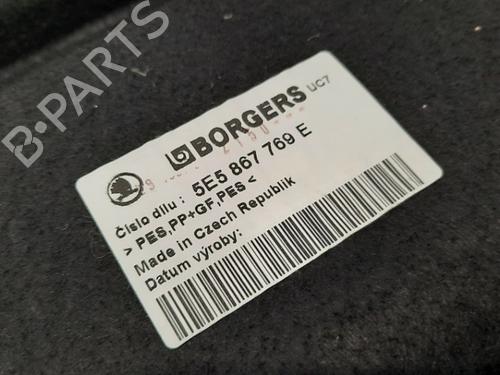 B-PARTS
BORGERS UC7
Číslo dílu : 5E5 867 769 E
> PES,PP+GF,PES <
Made in Czech Republik
Datum výroby: